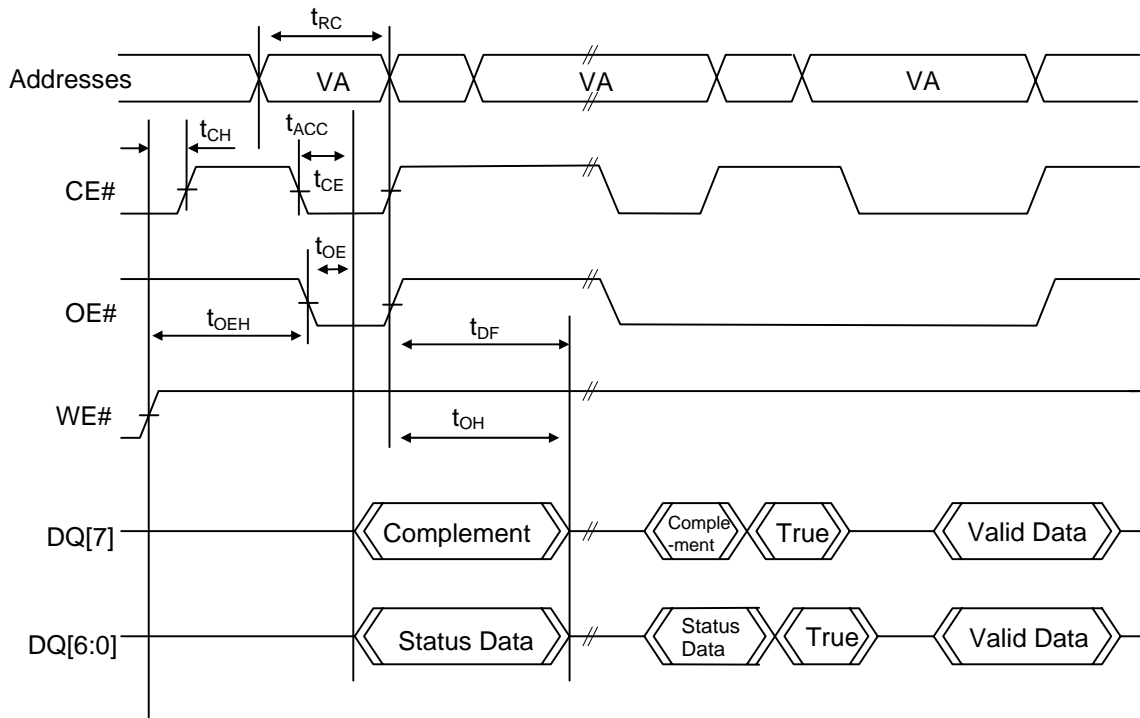 tRC
Addresses
VA
VA
VA
tCH
tACC
CE#
tCE
tOE
OE#
tOEH
tDF
WE#
tOH
DQ[7]
Complement
Comple
-ment
True
Valid Data
DQ[6:0]
Status Data
Status
Data
True
Valid Data